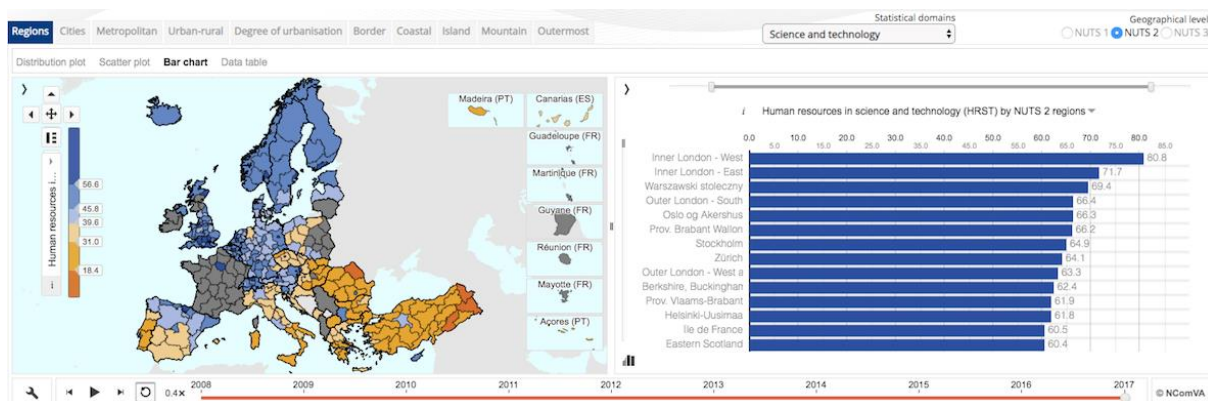 Statistical domains
Geographical level
Regions Cities Metropolitan Urban-rural Degree of urbanisation Border Coastal Island Mountain Outermost
Science and technology
NUTS 1 NUTS 2 NUTS 3
Distribution plot Scatter plot Bar chart Data table
Madeira (PT)
Canarias (ES)
Guadeloupe (FR)
Martinique (FR)
Guyane (FR)
Réunion (FR)
Mayotte (FR)
Açores (PT)
Human resources i...
56.6
45.8
39.6
31.0
18.4
i
i Human resources in science and technology (HRST) by NUTS 2 regions
0.0 10.0 20.0 30.0 40.0 50.0 60.0 70.0 80.0
5.0 15.0 25.0 35.0 45.0 55.0 65.0 75.0 85.0
Inner London - West 80.8
Inner London - East 71.7
Warszawski stoleczny 69.4
Outer London - South 66.4
Oslo og Akershus 66.3
Prov. Brabant Wallon 66.2
Stockholm 64.9
Zürich 64.1
Outer London - West a 63.3
Berkshire, Buckinghan 62.4
Prov. Vlaams-Brabant 61.9
Helsinki-Uusimaa 61.8
Ile de France 60.5
Eastern Scotland 60.4
0.4×
2008 2009 2010 2011 2012 2013 2014 2015 2016 2017
© NComVA